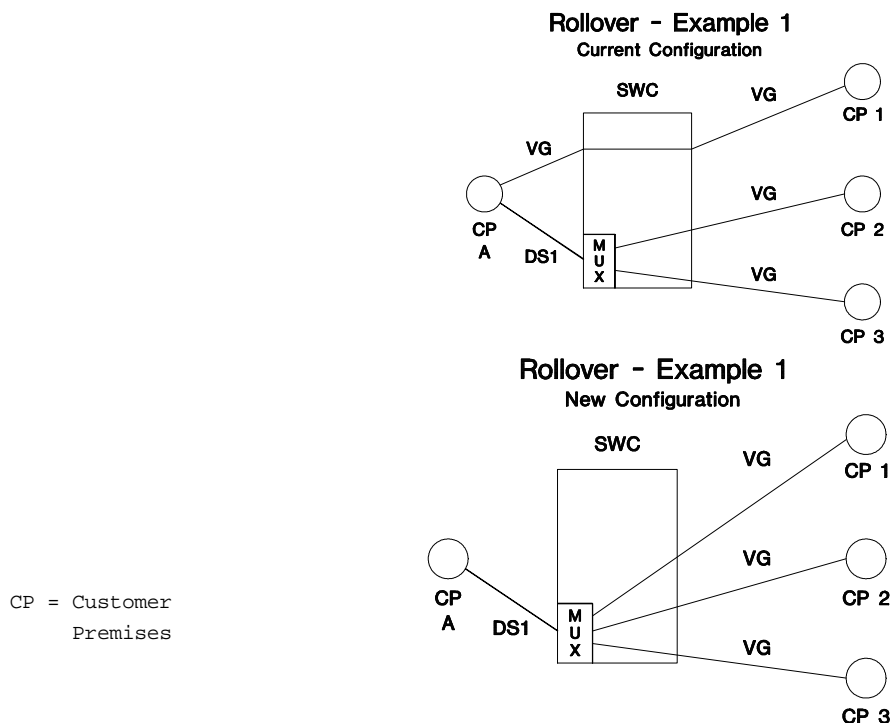 Rollover - Example 1
Current Configuration
SWC
VG
CP 1
VG
CP
A
DS1
MUX
VG
CP 2
VG
CP 3
Rollover - Example 1
New Configuration
SWC
VG
CP 1
CP
A
DS1
MUX
VG
CP 2
VG
CP 3
CP = Customer
Premises